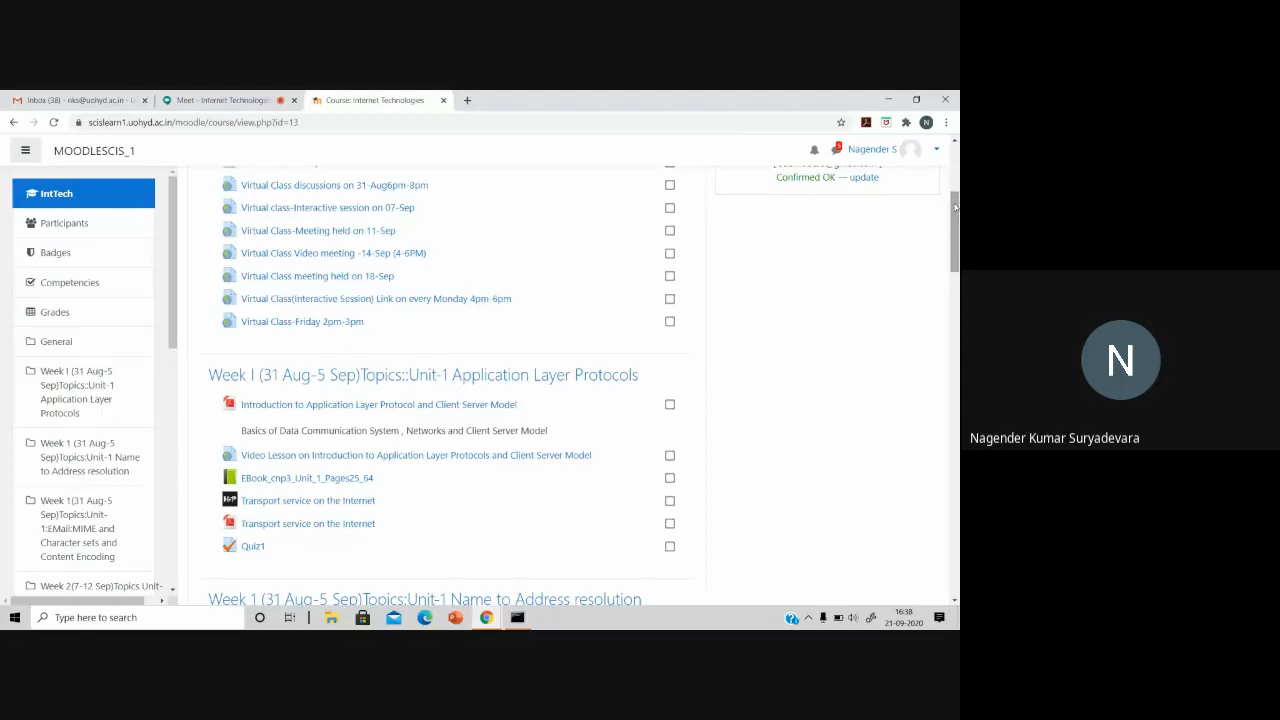 Inbox (38) - nks@uohyd.ac.in - U
Meet - Internet Technologies
Course: Internet Technologies
scislearn1.uohyd.ac.in/moodle/course/view.php?id=13
N
MOODLESCIS_1
Nagender S
Confirmed OK — update
IntTech
Participants
Badges
Competencies
Grades
General
Week I (31 Aug-5
Sep)Topics::Unit-1
Application Layer
Protocols
Week 1 (31 Aug-5
Sep)Topics:Unit-1 Name
to Address resolution
Week 1(31 Aug-5
Sep)Topics:Unit-
1:EMail:MIME and
Character sets and
Content Encoding
Week 2(7-12 Sep)Topics Unit-
Virtual Class discussions on 31-Aug6pm-8pm
Virtual class-Interactive session on 07-Sep
Virtual Class-Meeting held on 11-Sep
Virtual Class Video meeting -14-Sep (4-6PM)
Virtual Class meeting held on 18-Sep
Virtual Class(Interactive Session) Link on every Monday 4pm-6pm
Virtual Class-Friday 2pm-3pm
Week I (31 Aug-5 Sep)Topics::Unit-1 Application Layer Protocols
Introduction to Application Layer Protocol and Client Server Model
Basics of Data Communication System , Networks and Client Server Model
Video Lesson on Introduction to Application Layer Protocols and Client Server Model
EBook_cnp3_Unit_1_Pages25_64
H5P Transport service on the Internet
Transport service on the Internet
Quiz1
Week 1 (31 Aug-5 Sep)Topics:Unit-1 Name to Address resolution
Type here to search
16:38
21-09-2020
N
Nagender Kumar Suryadevara